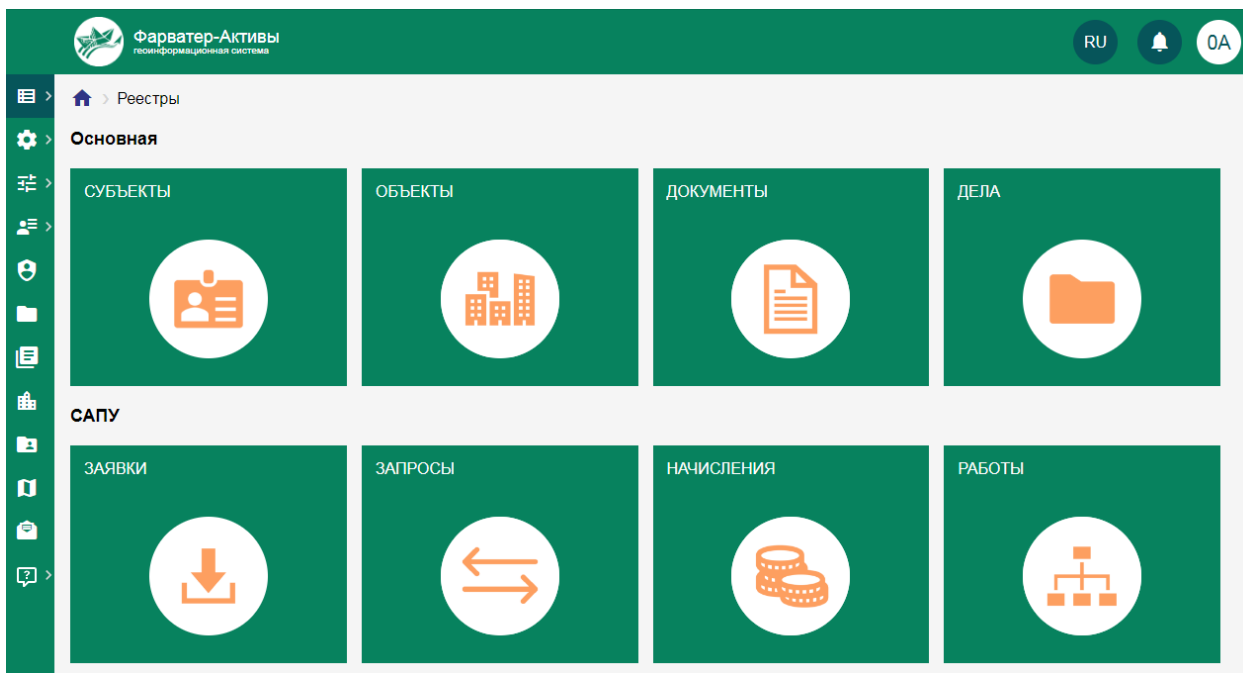 Фарватер-Активы
геоинформационная система
RU
0A
Реестры
Основная
СУБЪЕКТЫ
ОБЪЕКТЫ
ДОКУМЕНТЫ
ДЕЛА
САПУ
ЗАЯВКИ
ЗАПРОСЫ
НАЧИСЛЕНИЯ
РАБОТЫ